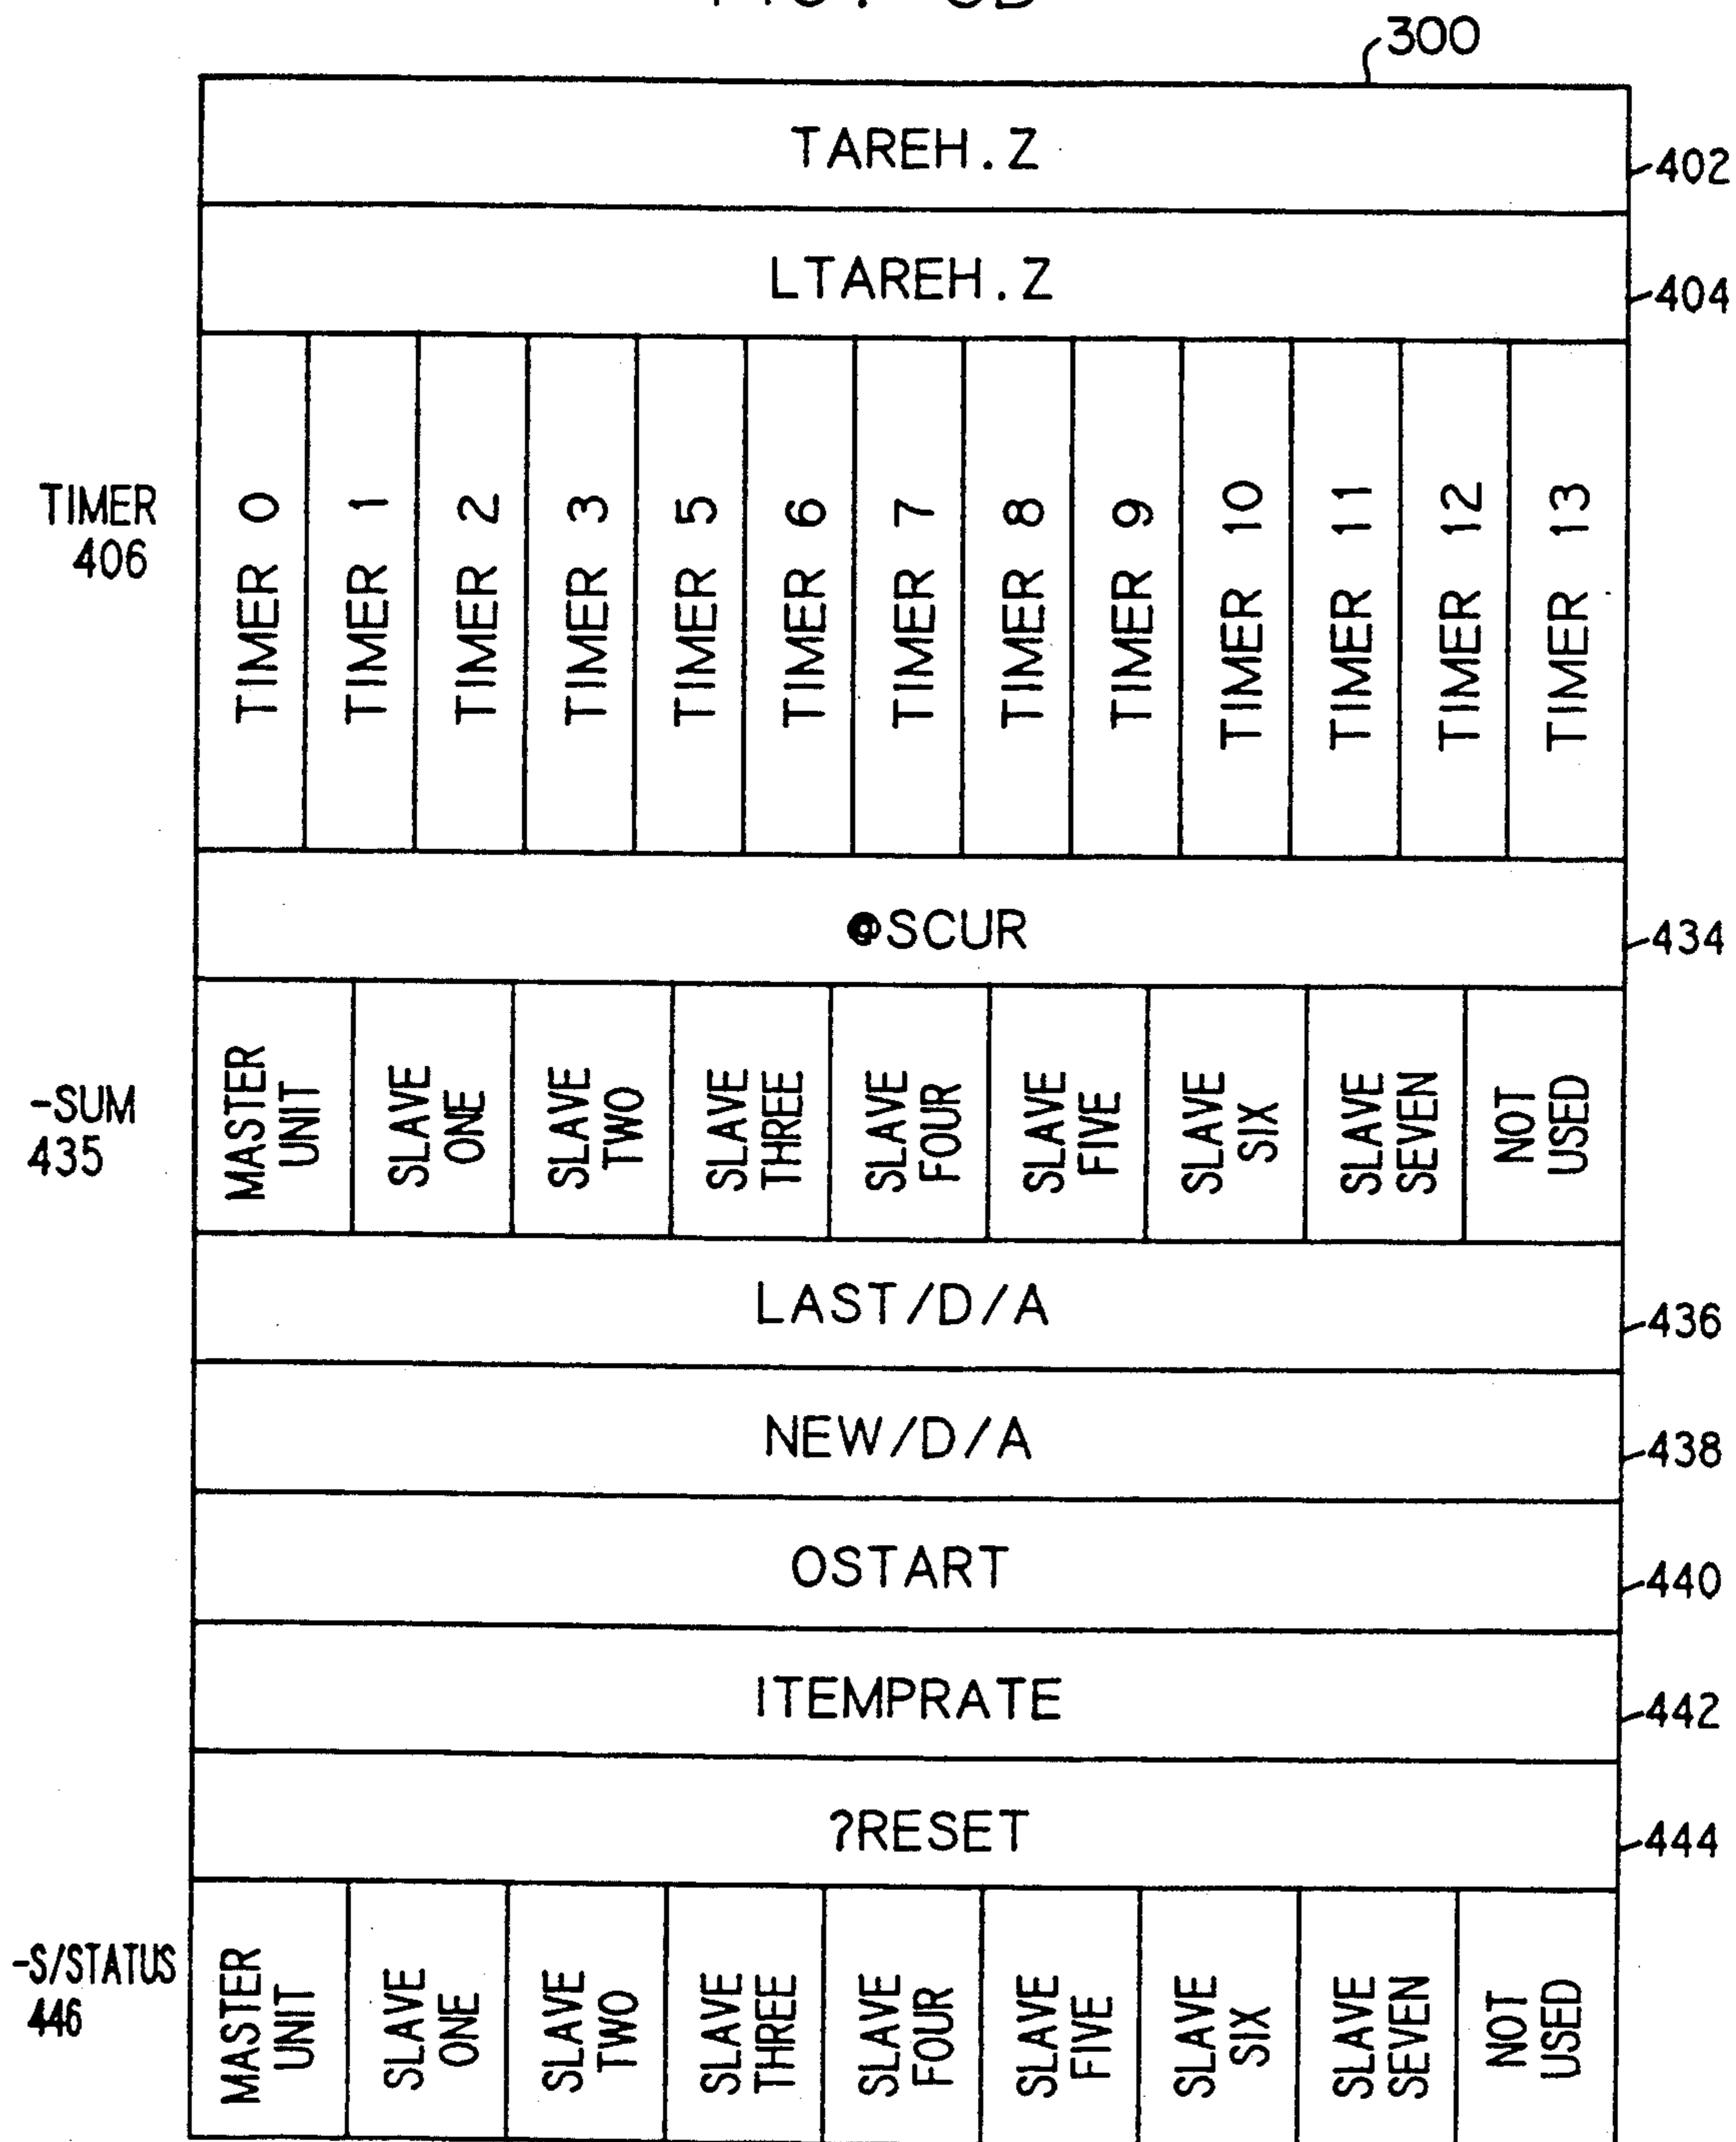 300
TAREH.Z
402
LTAREH.Z
404
TIMER
406
TIMER 0
TIMER 1
TIMER 2
TIMER 3
TIMER 5
TIMER 6
TIMER 7
TIMER 8
TIMER 9
TIMER 10
TIMER 11
TIMER 12
TIMER 13
@SCUR
434
-SUM
435
MASTER
UNIT
SLAVE
ONE
SLAVE
TWO
SLAVE
THREE
SLAVE
FOUR
SLAVE
FIVE
SLAVE
SIX
SLAVE
SEVEN
NOT
USED
LAST/D/A
436
NEW/D/A
438
OSTART
440
ITEMPRATE
442
?RESET
444
-S/STATUS
446
MASTER
UNIT
SLAVE
ONE
SLAVE
TWO
SLAVE
THREE
SLAVE
FOUR
SLAVE
FIVE
SLAVE
SIX
SLAVE
SEVEN
NOT
USED